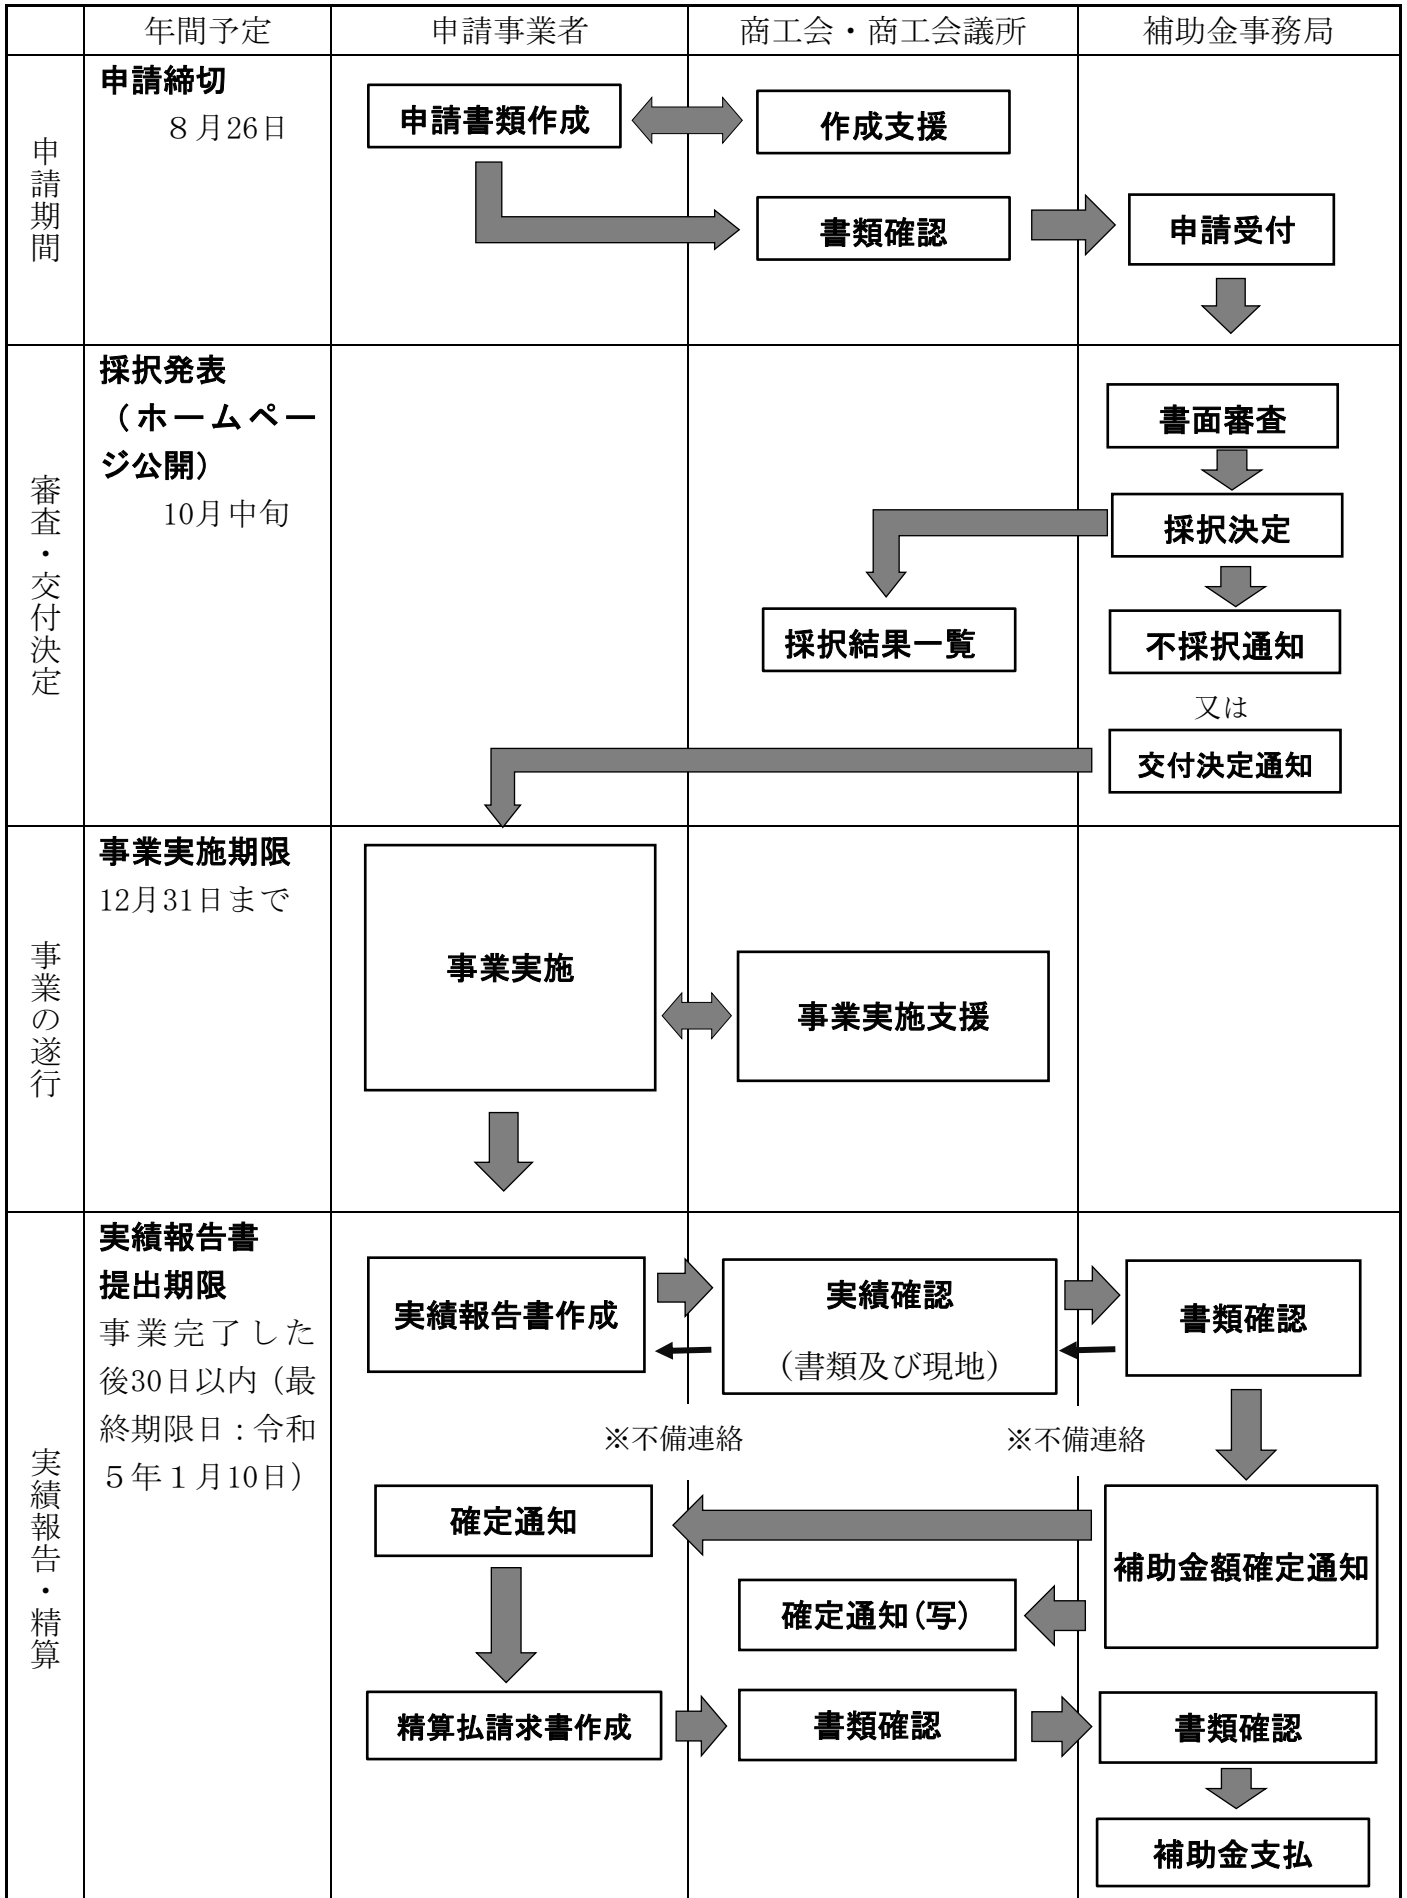 年間予定
申請事業者
商工会・商工会議所
補助金事務局
申請期間
申請締切
８月26日
申請書類作成
作成支援
書類確認
申請受付
審査・交付決定
採択発表
（ホームペー
ジ公開）
10月中旬
書面審査
採択決定
採択結果一覧
不採択通知
又は
交付決定通知
事業の遂行
事業実施期限
12月31日まで
事業実施
事業実施支援
実績報告・精算
実績報告書
提出期限
事業完了した
後30日以内（最
終期限日：令和
５年１月10日）
実績報告書作成
実績確認
（書類及び現地）
書類確認
※不備連絡
※不備連絡
確定通知
補助金額確定通知
確定通知（写）
精算払請求書作成
書類確認
書類確認
補助金支払